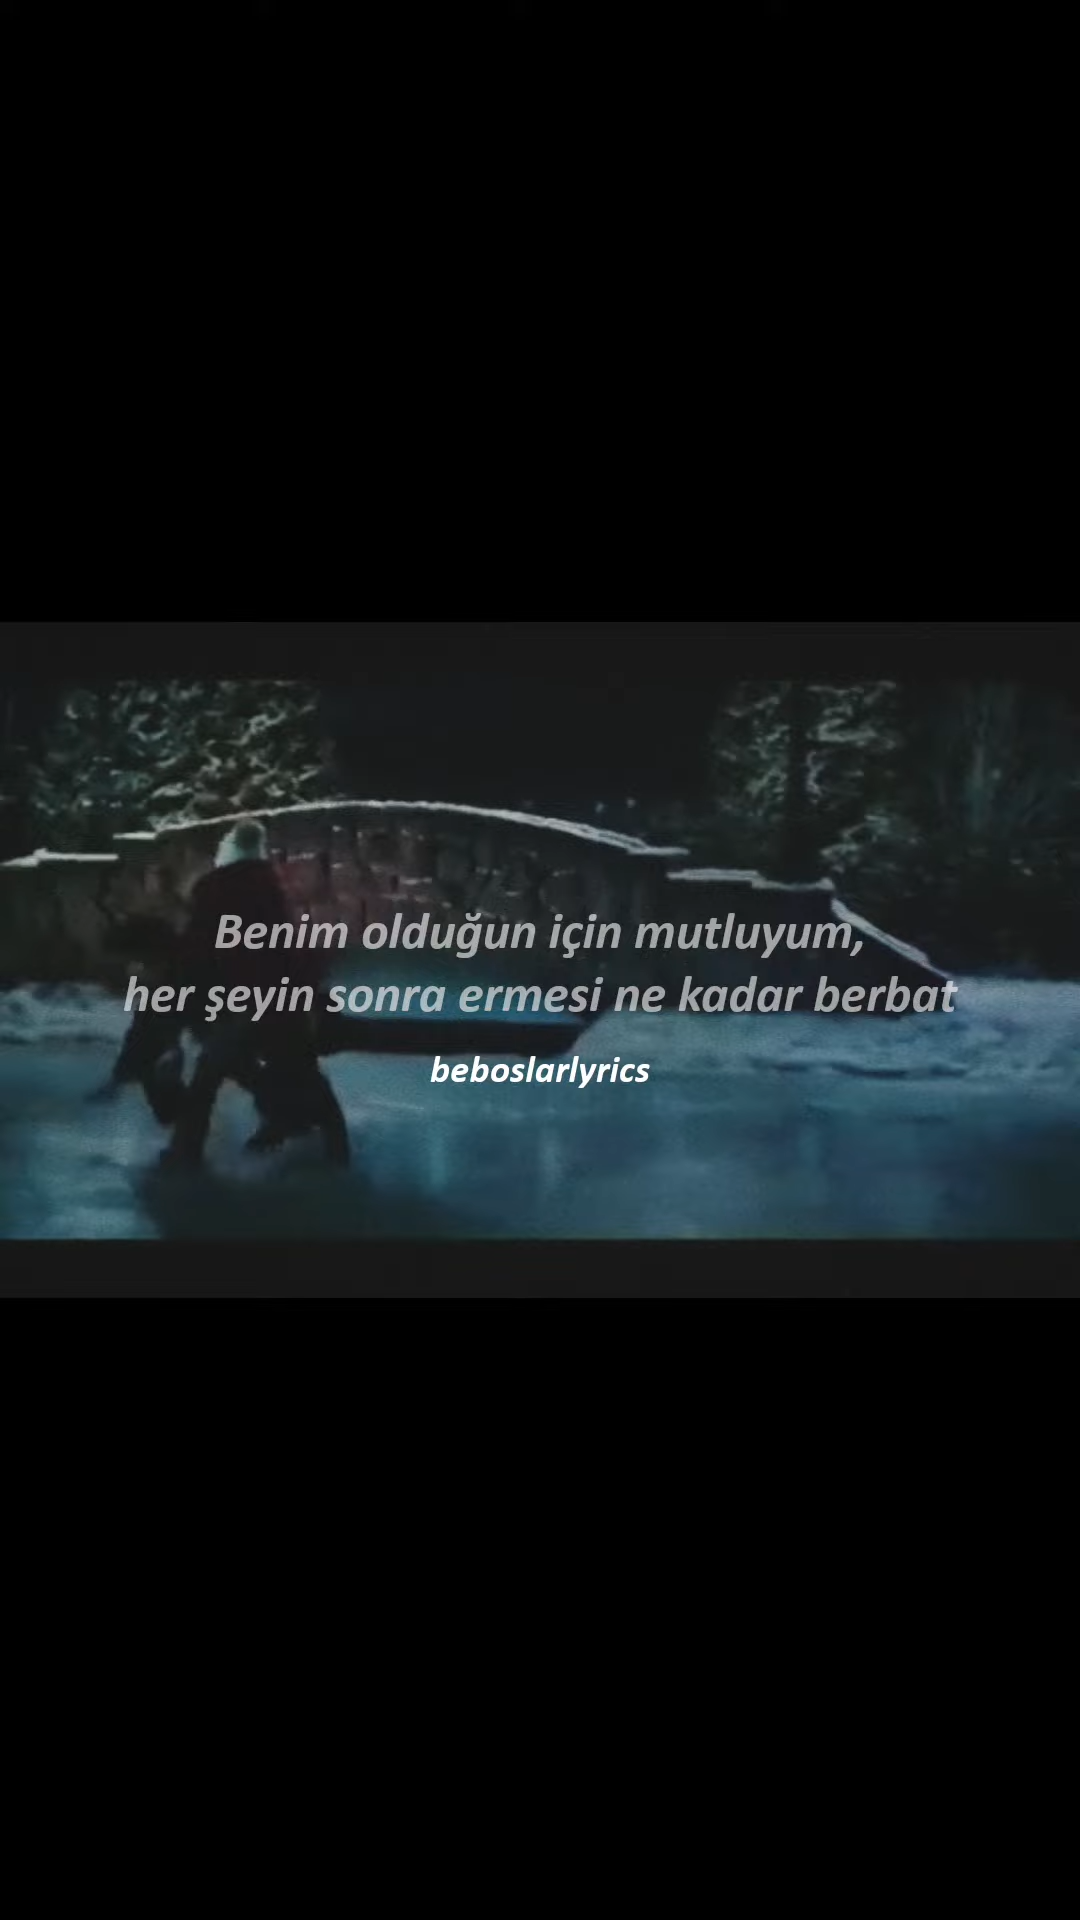 Benim olduğun için mutluyum,
her şeyin sonra ermesi ne kadar berbat
beboslarlyrics